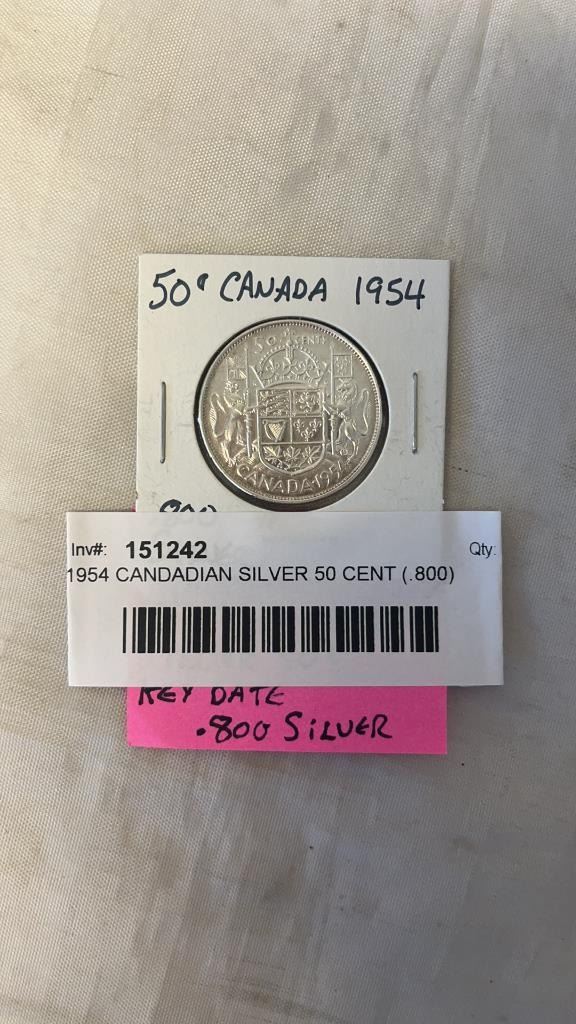 50¢ CANADA 1954
50 CENTS
CANADA 1954
800
Inv#: 151242 Qty:
1954 CANDADIAN SILVER 50 CENT (.800)
KEY DATE
.800 SILVER